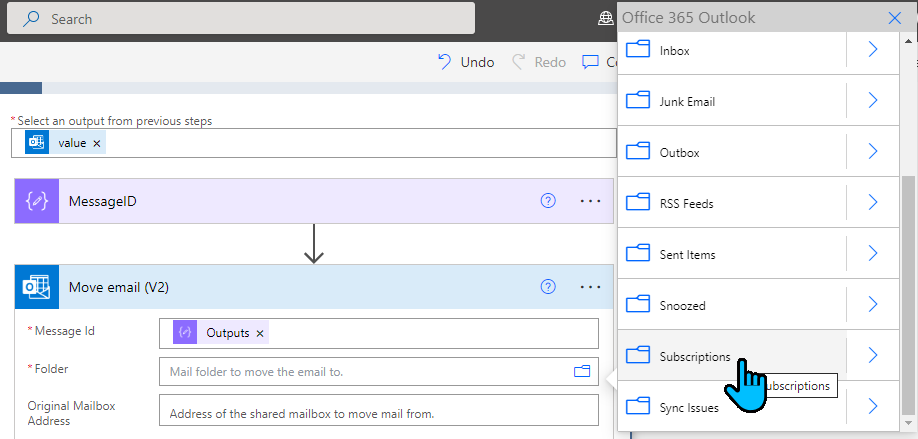 Search
Undo
Redo
Office 365 Outlook
*Select an output from previous steps
value ×
MessageID
Move email (V2)
*Message Id
Outputs ×
*Folder
Mail folder to move the email to.
Original Mailbox
Address
Address of the shared mailbox to move mail from.
Inbox
Junk Email
Outbox
RSS Feeds
Sent Items
Snoozed
Subscriptions
ubscriptions
Sync Issues